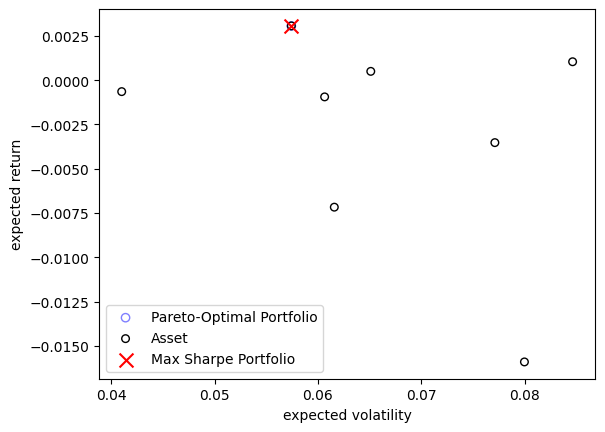 0.0025
0.0000
−0.0025
−0.0050
−0.0075
−0.0100
−0.0125
−0.0150
expected return
Pareto-Optimal Portfolio
Asset
Max Sharpe Portfolio
0.04 0.05 0.06 0.07 0.08
expected volatility